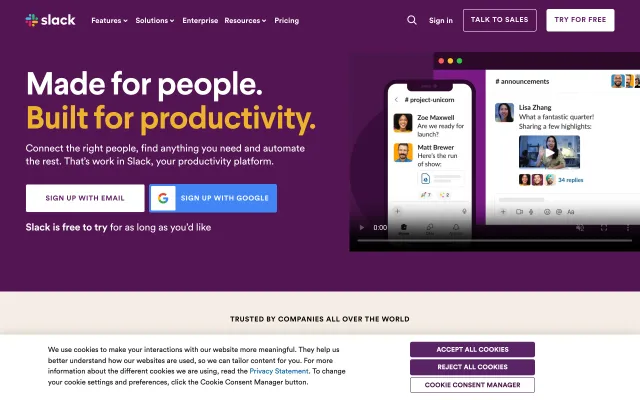 slack
Features Solutions Enterprise Resources Pricing
Sign in TALK TO SALES TRY FOR FREE
Made for people.
Built for productivity.
Connect the right people, find anything you need and automate
the rest. That's work in Slack, your productivity platform.
SIGN UP WITH EMAIL
SIGN UP WITH GOOGLE
Slack is free to try for as long as you'd like
# project-unicorn
Zoe Maxwell
Are we ready for
launch?
Matt Brewer
Here's the run
of show:
# announcements
Lisa Zhang
What a fantastic quarter!
Sharing a few highlights:
34 replies
Aa
0:00
TRUSTED BY COMPANIES ALL OVER THE WORLD
We use cookies to make your interactions with our website more meaningful. They help us
better understand how our websites are used, so we can tailor content for you. For more
information about the different cookies we are using, read the Privacy Statement. To change
your cookie settings and preferences, click the Cookie Consent Manager button.
ACCEPT ALL COOKIES
REJECT ALL COOKIES
COOKIE CONSENT MANAGER